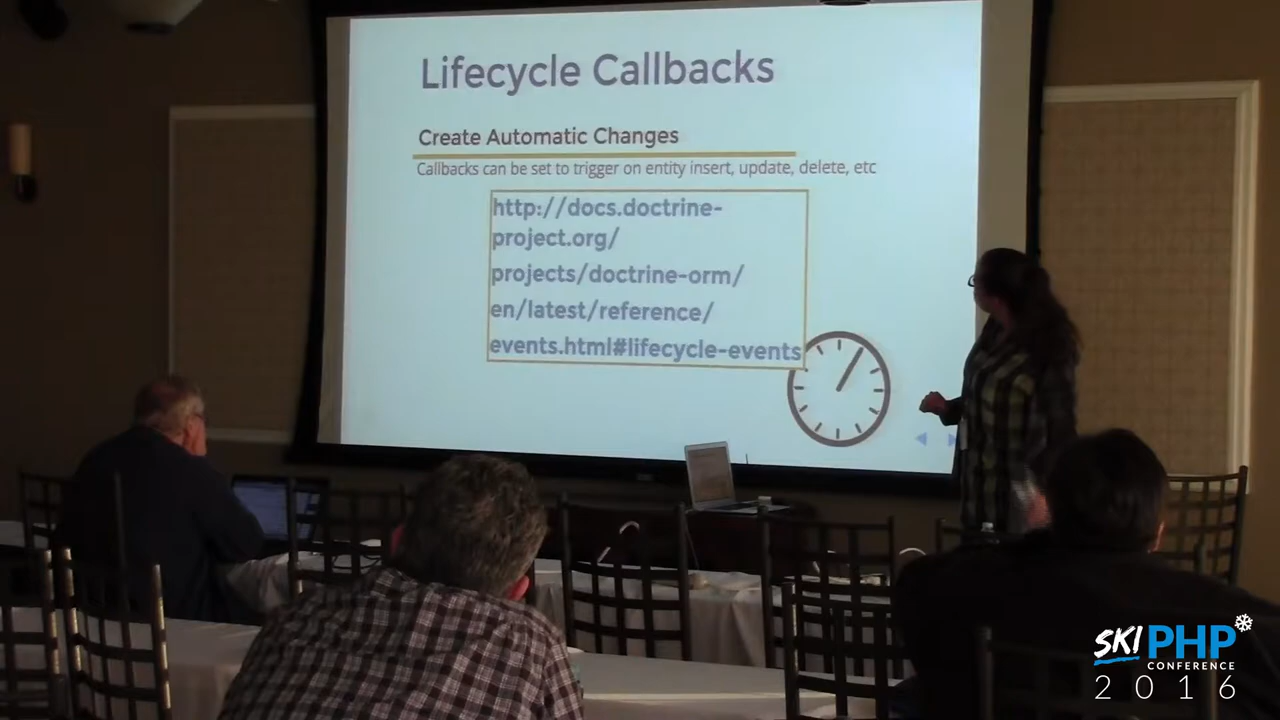 Lifecycle Callbacks
Create Automatic Changes
Callbacks can be set to trigger on entity insert, update, delete, etc
http://docs.doctrine-
project.org/
projects/doctrine-orm/
en/latest/reference/
events.html#lifecycle-events
SKI PHP
CONFERENCE
2016